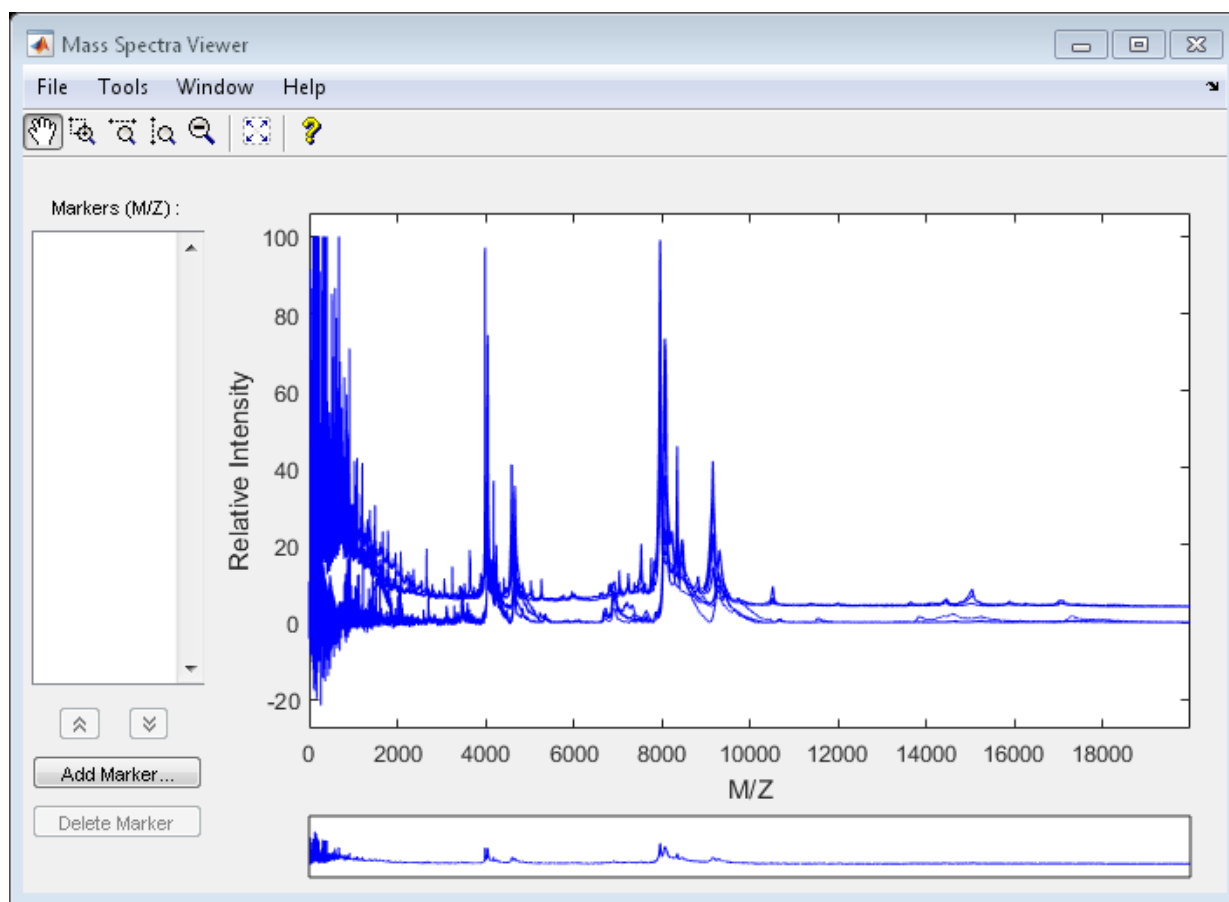 Mass Spectra Viewer
File Tools Window Help
Markers (M/Z) :
Add Marker...
Delete Marker
100
80
60
40
20
0
-20
Relative Intensity
0 2000 4000 6000 8000 10000 12000 14000 16000 18000
M/Z